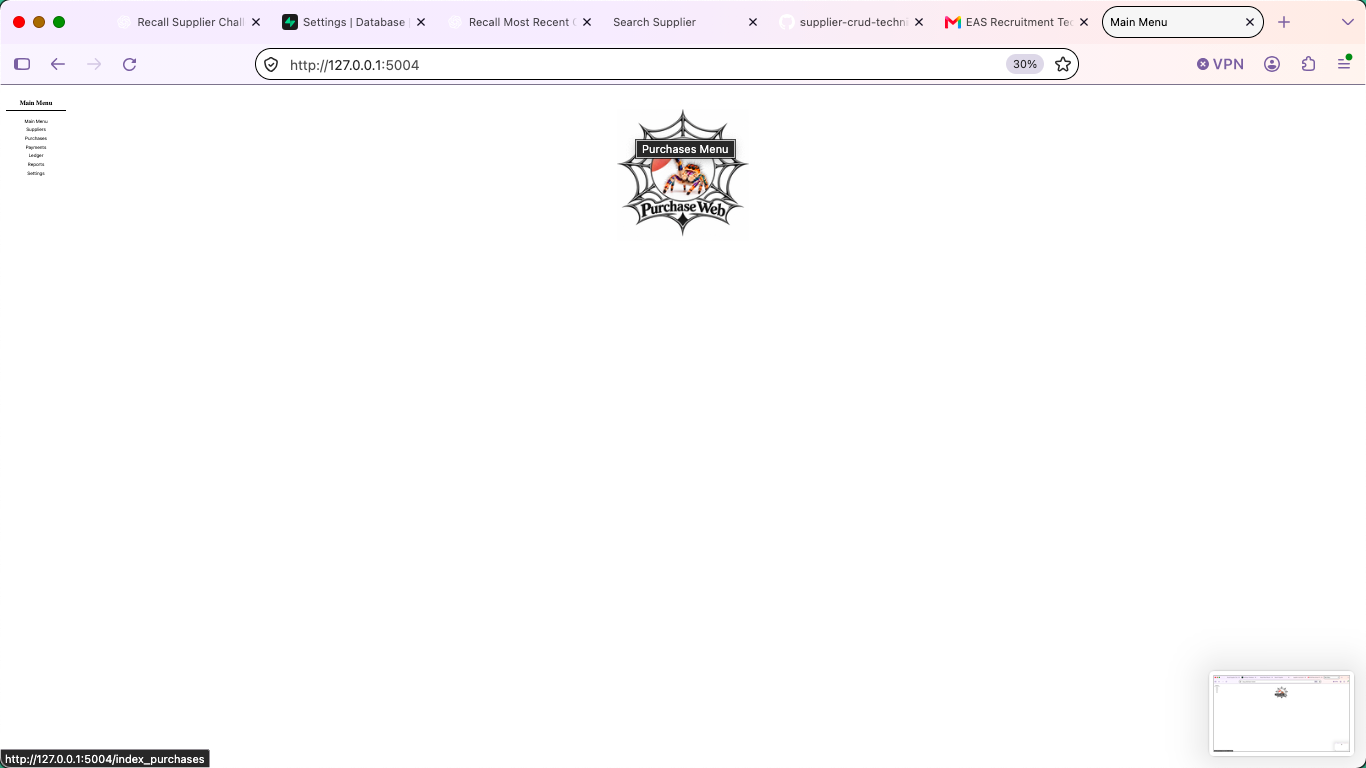 Recall Supplier Chall
Settings | Database
Recall Most Recent
Search Supplier
supplier-crud-techni
EAS Recruitment Tec
Main Menu
http://127.0.0.1:5004
30%
VPN
Main Menu
Main Menu
Suppliers
Purchases
Payments
Ledger
Reports
Settings
Purchases Menu
PurchaseWeb
http://127.0.0.1:5004/index_purchases